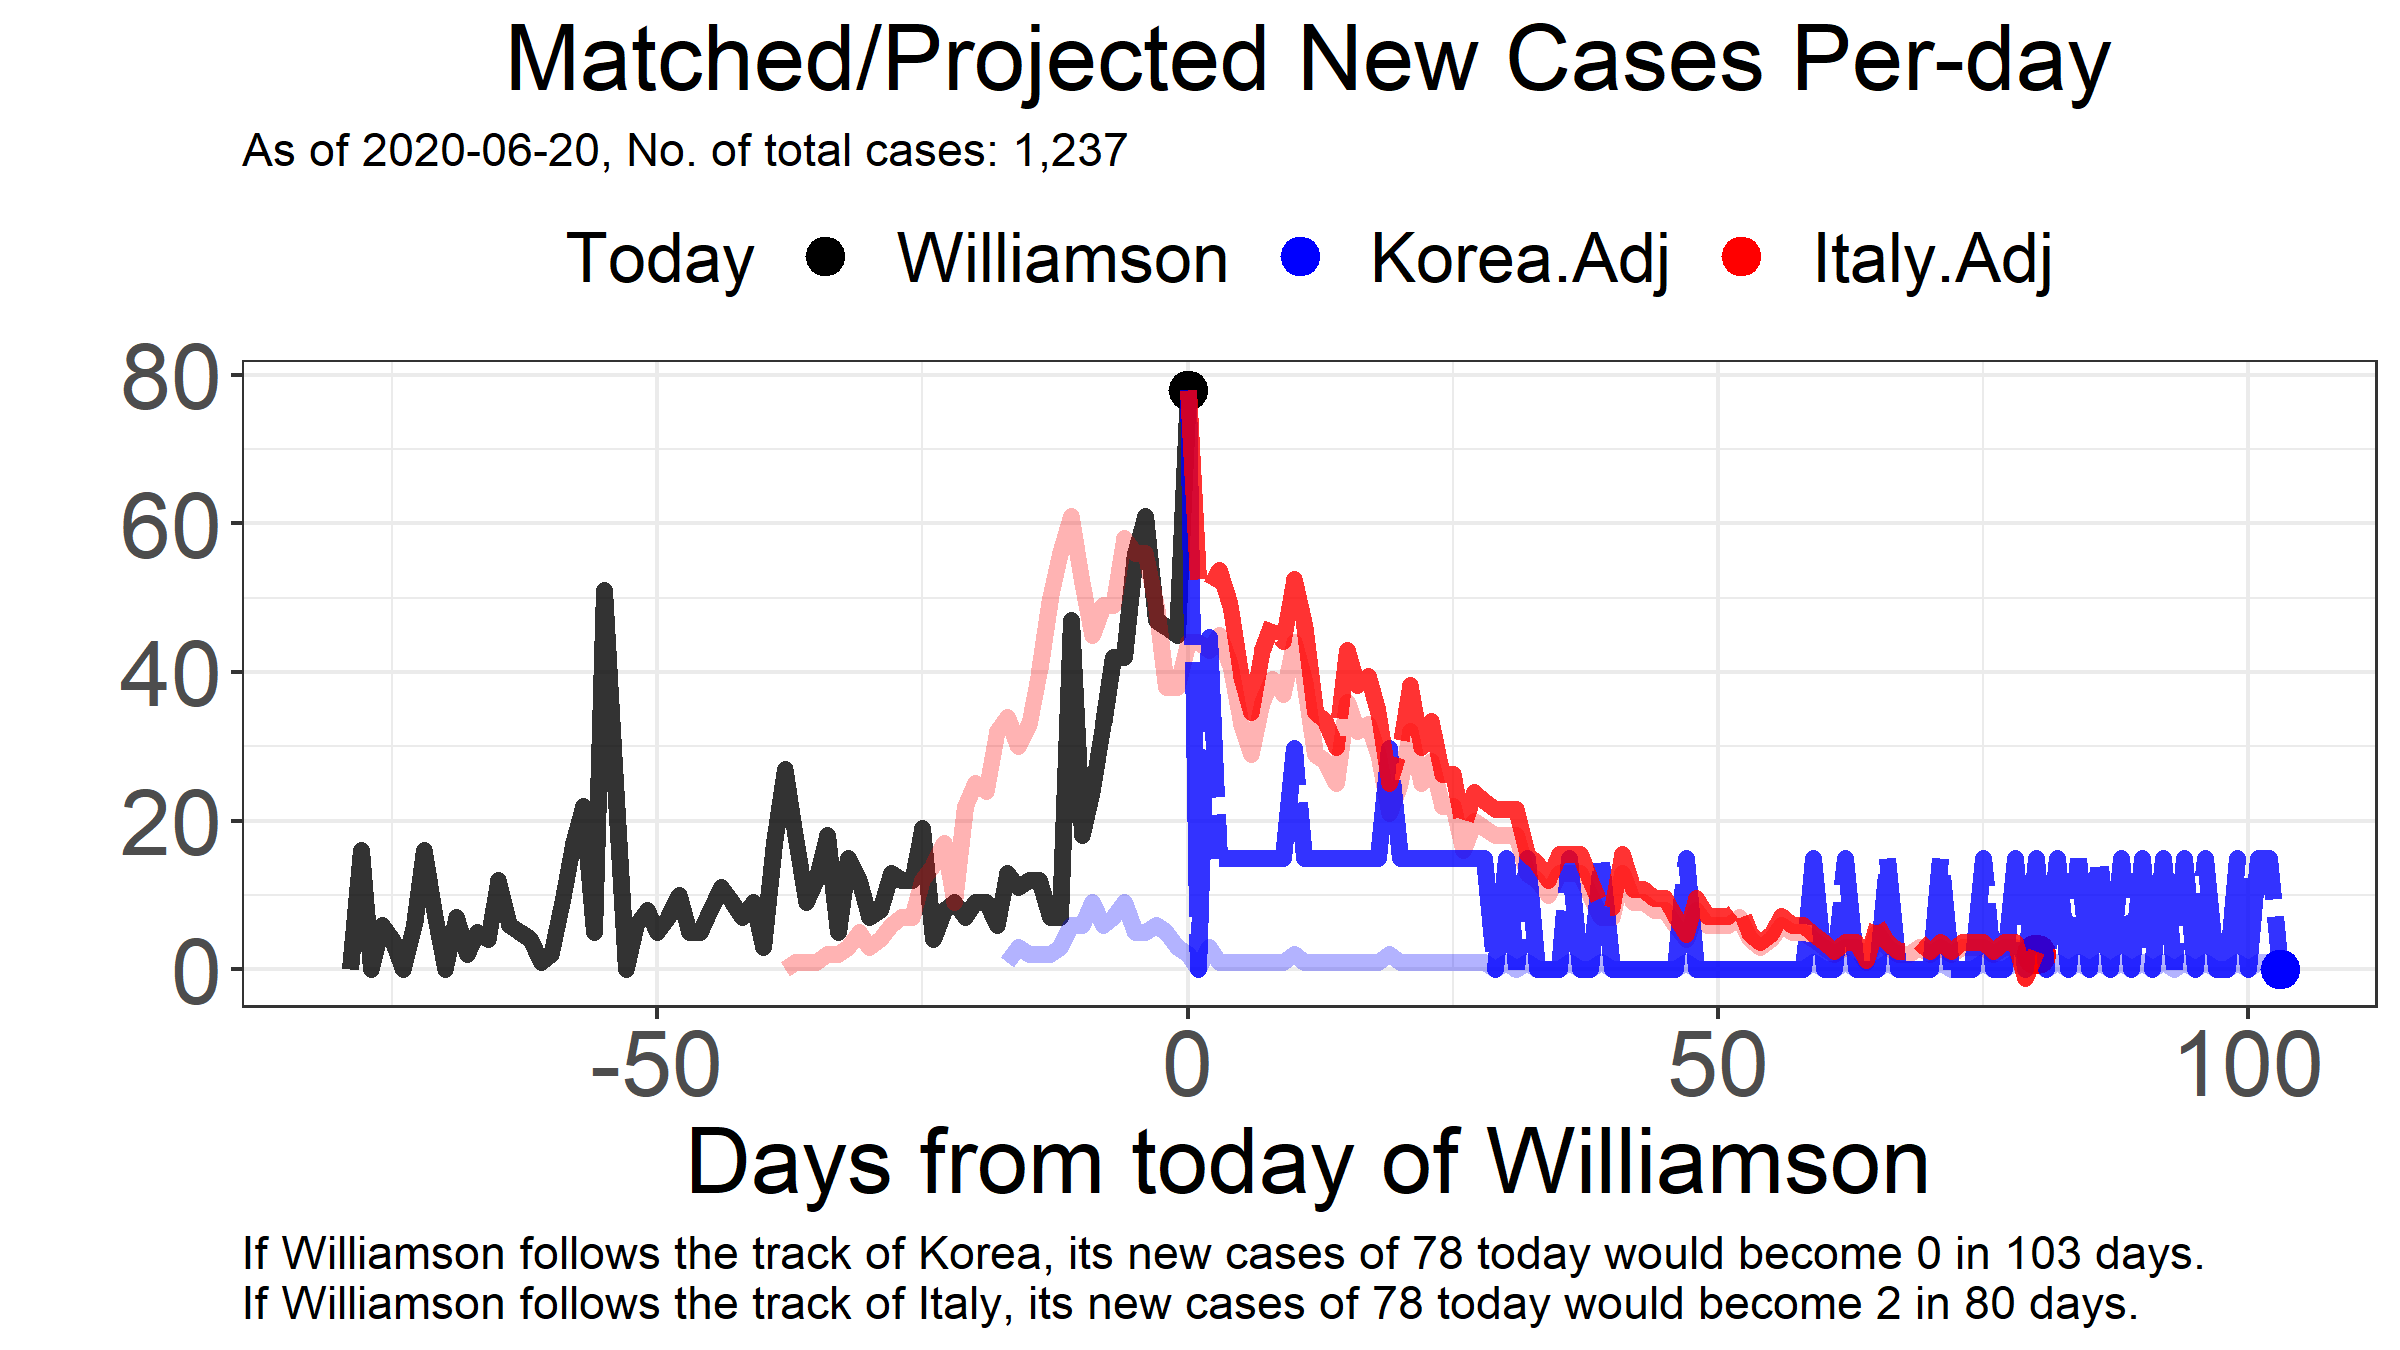 Matched/Projected New Cases Per-day
As of 2020-06-20, No. of total cases: 1,237
Today Williamson Korea.Adj Italy.Adj
80
60
40
20
0
-50 0 50 100
Days from today of Williamson
If Williamson follows the track of Korea, its new cases of 78 today would become 0 in 103 days.
If Williamson follows the track of Italy, its new cases of 78 today would become 2 in 80 days.